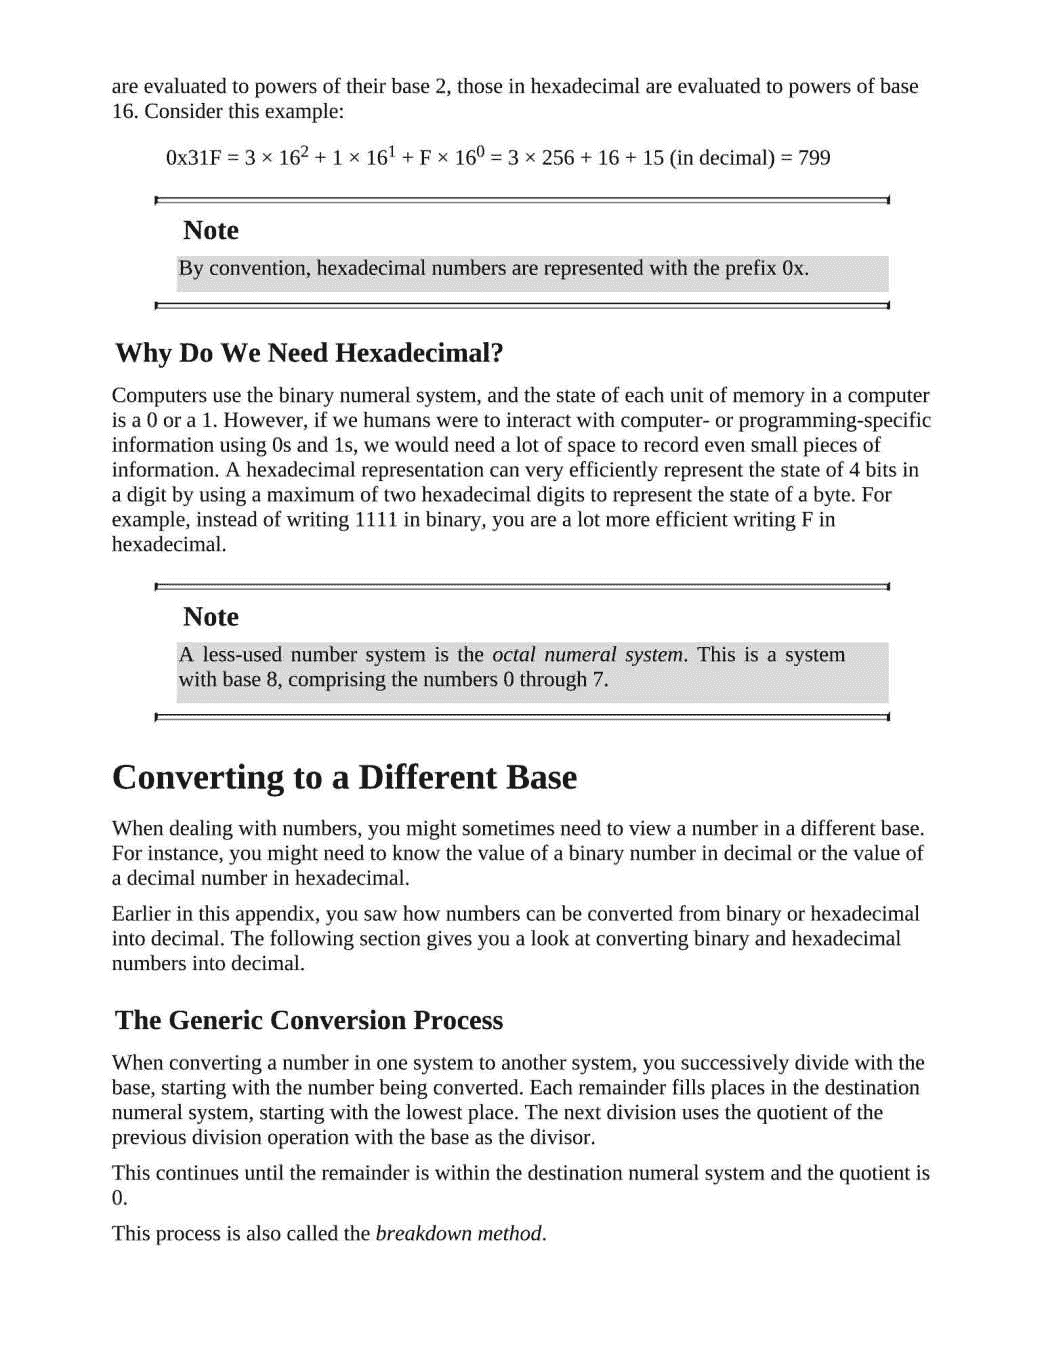 are evaluated to powers of their base 2, those in hexadecimal are evaluated to powers of base
16. Consider this example:
0x31F = 3 × 16² + 1 × 16¹ + F × 16⁰ = 3 × 256 + 16 + 15 (in decimal) = 799
Note
By convention, hexadecimal numbers are represented with the prefix 0x.
Why Do We Need Hexadecimal?
Computers use the binary numeral system, and the state of each unit of memory in a computer
is a 0 or a 1. However, if we humans were to interact with computer- or programming-specific
information using 0s and 1s, we would need a lot of space to record even small pieces of
information. A hexadecimal representation can very efficiently represent the state of 4 bits in
a digit by using a maximum of two hexadecimal digits to represent the state of a byte. For
example, instead of writing 1111 in binary, you are a lot more efficient writing F in
hexadecimal.
Note
A less-used number system is the octal numeral system. This is a system
with base 8, comprising the numbers 0 through 7.
Converting to a Different Base
When dealing with numbers, you might sometimes need to view a number in a different base.
For instance, you might need to know the value of a binary number in decimal or the value of
a decimal number in hexadecimal.
Earlier in this appendix, you saw how numbers can be converted from binary or hexadecimal
into decimal. The following section gives you a look at converting binary and hexadecimal
numbers into decimal.
The Generic Conversion Process
When converting a number in one system to another system, you successively divide with the
base, starting with the number being converted. Each remainder fills places in the destination
numeral system, starting with the lowest place. The next division uses the quotient of the
previous division operation with the base as the divisor.
This continues until the remainder is within the destination numeral system and the quotient is
0.
This process is also called the breakdown method.